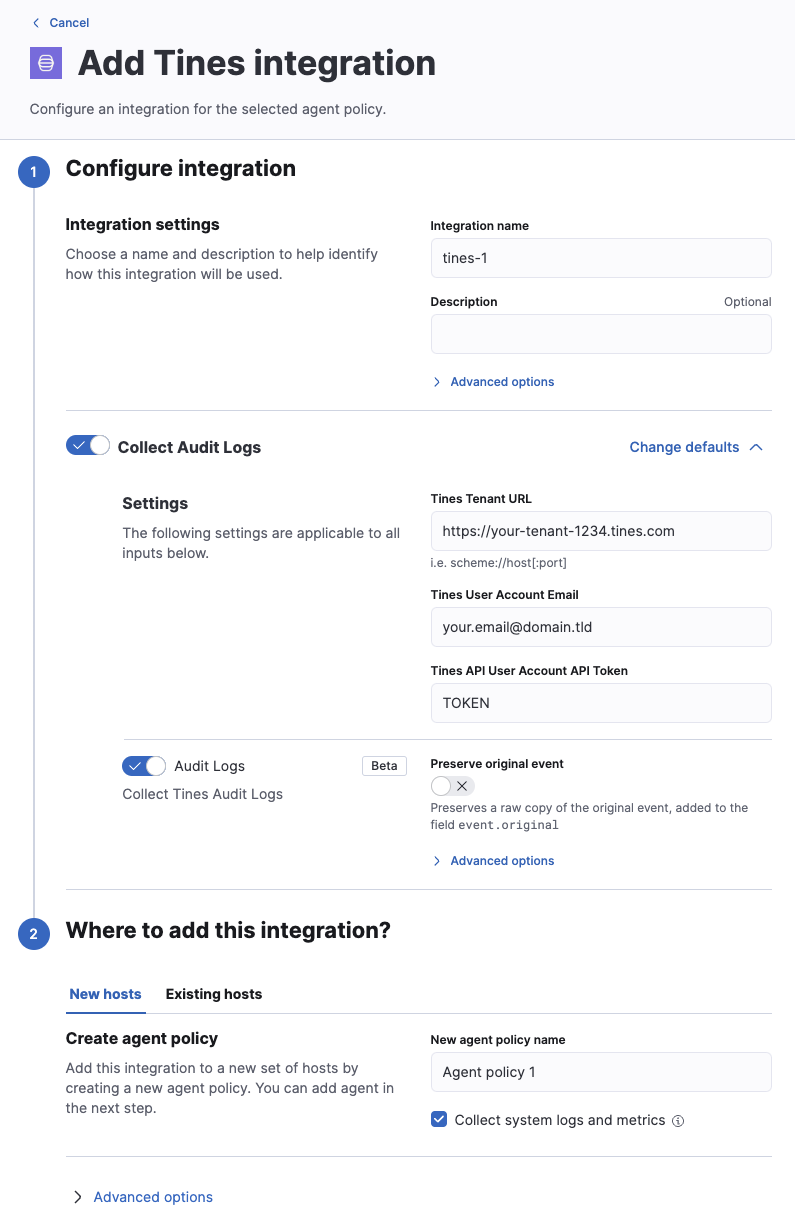 Cancel
Add Tines integration
Configure an integration for the selected agent policy.
1
Configure integration
Integration settings
Choose a name and description to help identify
how this integration will be used.
Integration name
tines-1
Description
Optional
Advanced options
Collect Audit Logs
Change defaults
Settings
The following settings are applicable to all
inputs below.
Tines Tenant URL
https://your-tenant-1234.tines.com
i.e. scheme://host[:port]
Tines User Account Email
your.email@domain.tld
Tines API User Account API Token
TOKEN
Audit Logs
Beta
Collect Tines Audit Logs
Preserve original event
Preserves a raw copy of the original event, added to the
field event.original
Advanced options
2
Where to add this integration?
New hosts
Existing hosts
Create agent policy
Add this integration to a new set of hosts by
creating a new agent policy. You can add agent in
the next step.
New agent policy name
Agent policy 1
Collect system logs and metrics
Advanced options